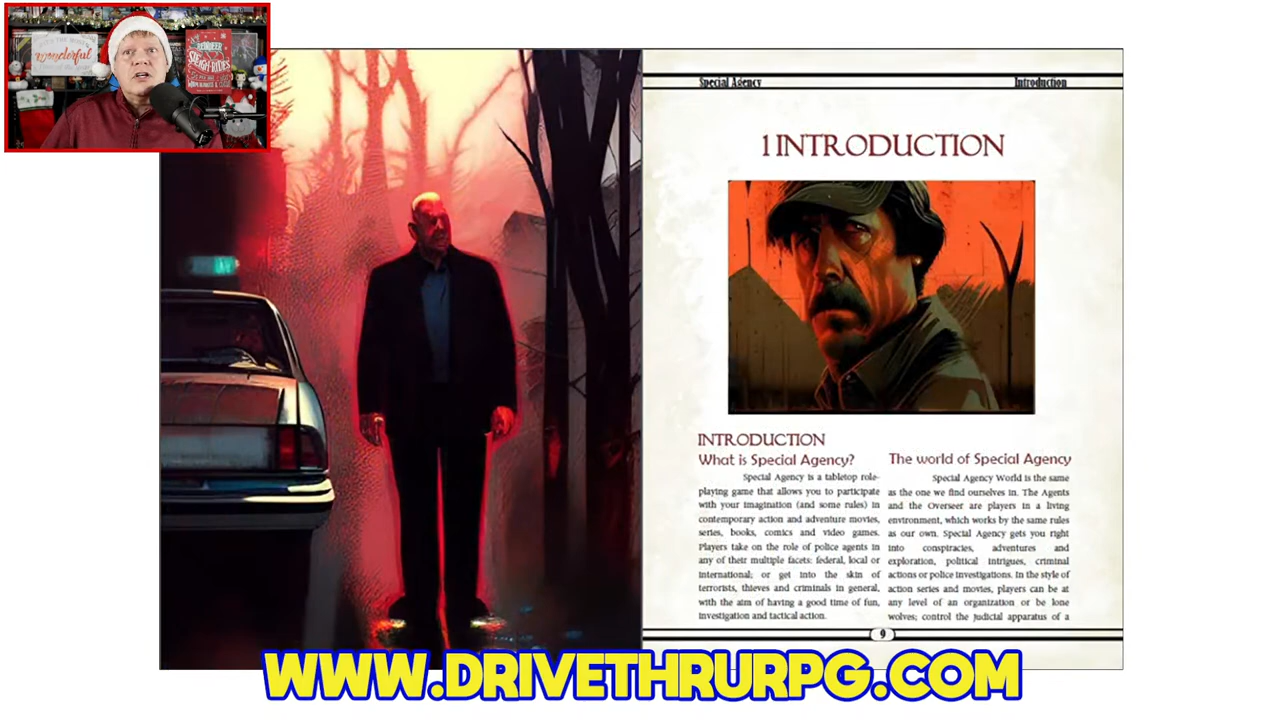 Wonderful
REINDEER
SLEIGH RIDES
Special Agency
Introduction
1 INTRODUCTION
INTRODUCTION
What is Special Agency?
Special Agency is a tabletop role-
playing game that allows you to participate
with your imagination (and some rules) in
contemporary action and adventure movies,
series, books, comics and video games.
Players take on the role of police agents in
any of their multiple facets: federal, local or
international; or get into the skin of
terrorists, thieves and criminals in general,
with the aim of having a good time of fun,
investigation and tactical action.
The world of Special Agency
Special Agency World is the same
as the one we find ourselves in. The Agents
and the Overseer are players in a living
environment, which works by the same rules
as our own. Special Agency gets you right
into conspiracies, adventures and
exploration, political intrigues, criminal
actions or police investigations. In the style of
action series and movies, players can be at
any level of an organization or be lone
wolves; control the judicial apparatus of a
9
WWW.DRIVETHRURPG.COM